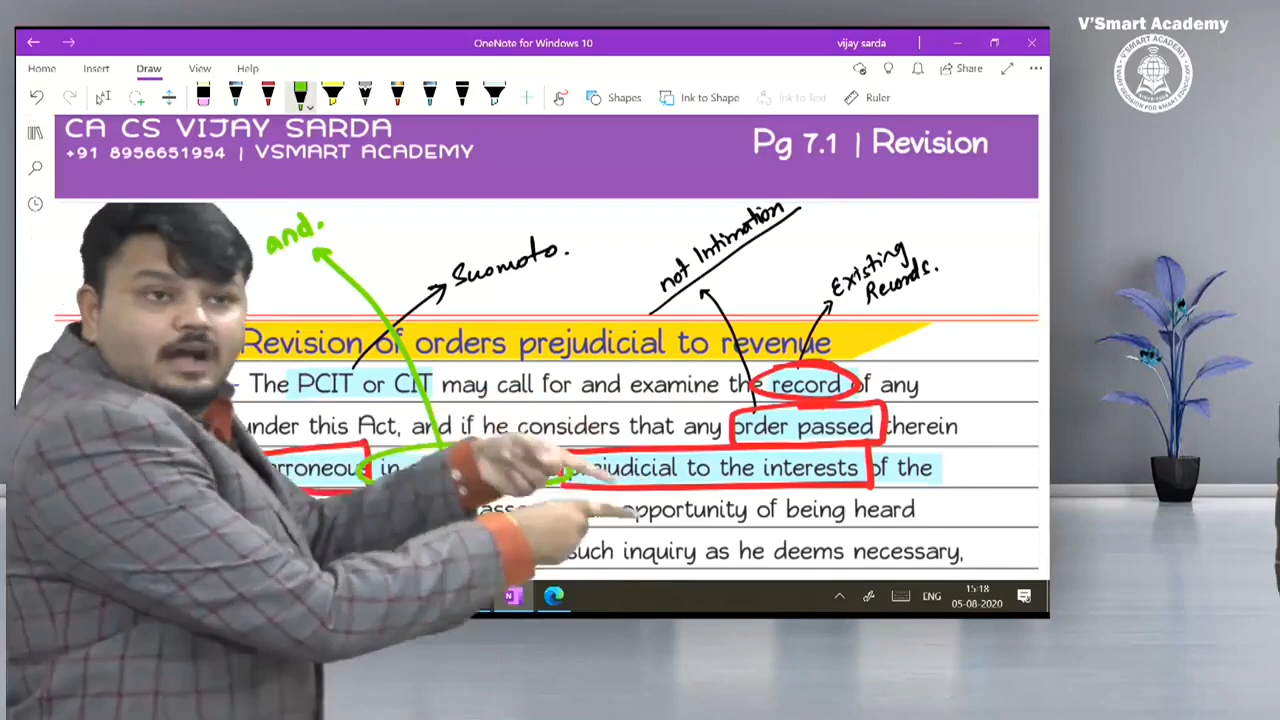 V'Smart Academy
OneNote for Windows 10
vijay sarda
Home Insert Draw View Help
Share
Shapes Ink to Shape Ink to Text Ruler
CA CS VIJAY SARDA
+91 8956651954 | VSMART ACADEMY
Pg 7.1 | Revision
and.
Suomoto.
not Intimation
Existing
Records.
Revision of orders prejudicial to revenue
- The PCIT or CIT may call for and examine the record of any
under this Act, and if he considers that any order passed therein
erroneous in prejudicial to the interests of the
opportunity of being heard
such inquiry as he deems necessary,
ENG
15:18
05-08-2020